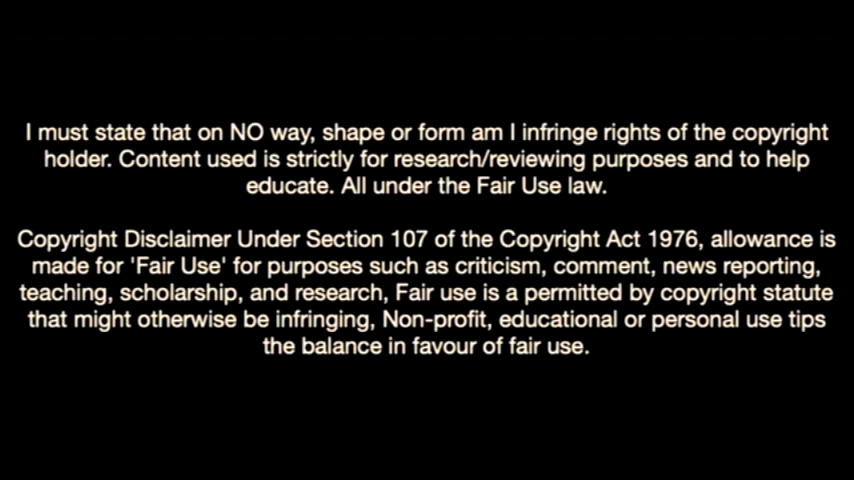 I must state that on NO way, shape or form am I infringe rights of the copyright
holder. Content used is strictly for research/reviewing purposes and to help
educate. All under the Fair Use law.
Copyright Disclaimer Under Section 107 of the Copyright Act 1976, allowance is
made for 'Fair Use' for purposes such as criticism, comment, news reporting,
teaching, scholarship, and research, Fair use is a permitted by copyright statute
that might otherwise be infringing, Non-profit, educational or personal use tips
the balance in favour of fair use.